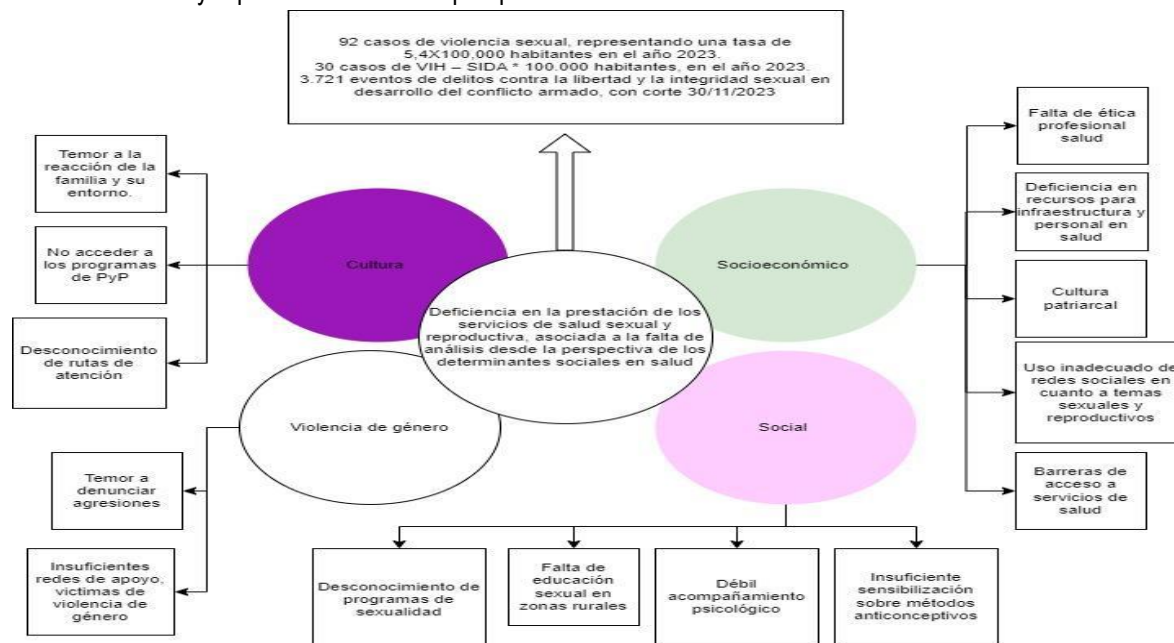 92 casos de violencia sexual, representando una tasa de
5,4X100,000 habitantes en el año 2023.
30 casos de VIH – SIDA * 100.000 habitantes, en el año 2023.
3.721 eventos de delitos contra la libertad y la integridad sexual en
desarrollo del conflicto armado, con corte 30/11/2023
Temor a la
reacción de la
familia y su
entorno.
No acceder a
los programas
de PyP
Desconocimiento
de rutas de
atención
Cultura
Socioeconómico
Deficiencia en la prestación de los
servicios de salud sexual y
reproductiva, asociada a la falta de
análisis desde la perspectiva de los
determinantes sociales en salud
Violencia de género
Social
Falta de ética
profesional
salud
Deficiencia en
recursos para
infraestructura y
personal en
salud
Cultura
patriarcal
Uso inadecuado de
redes sociales en
cuanto a temas
sexuales y
reproductivos
Barreras de
acceso a
servicios de
salud
Temor a
denunciar
agresiones
Insuficientes
redes de apoyo,
victimas de
violencia de
género
Desconocimiento de
programas de
sexualidad
Falta de
educación
sexual en
zonas rurales
Débil
acompañamiento
psicológico
Insuficiente
sensibilización
sobre métodos
anticonceptivos